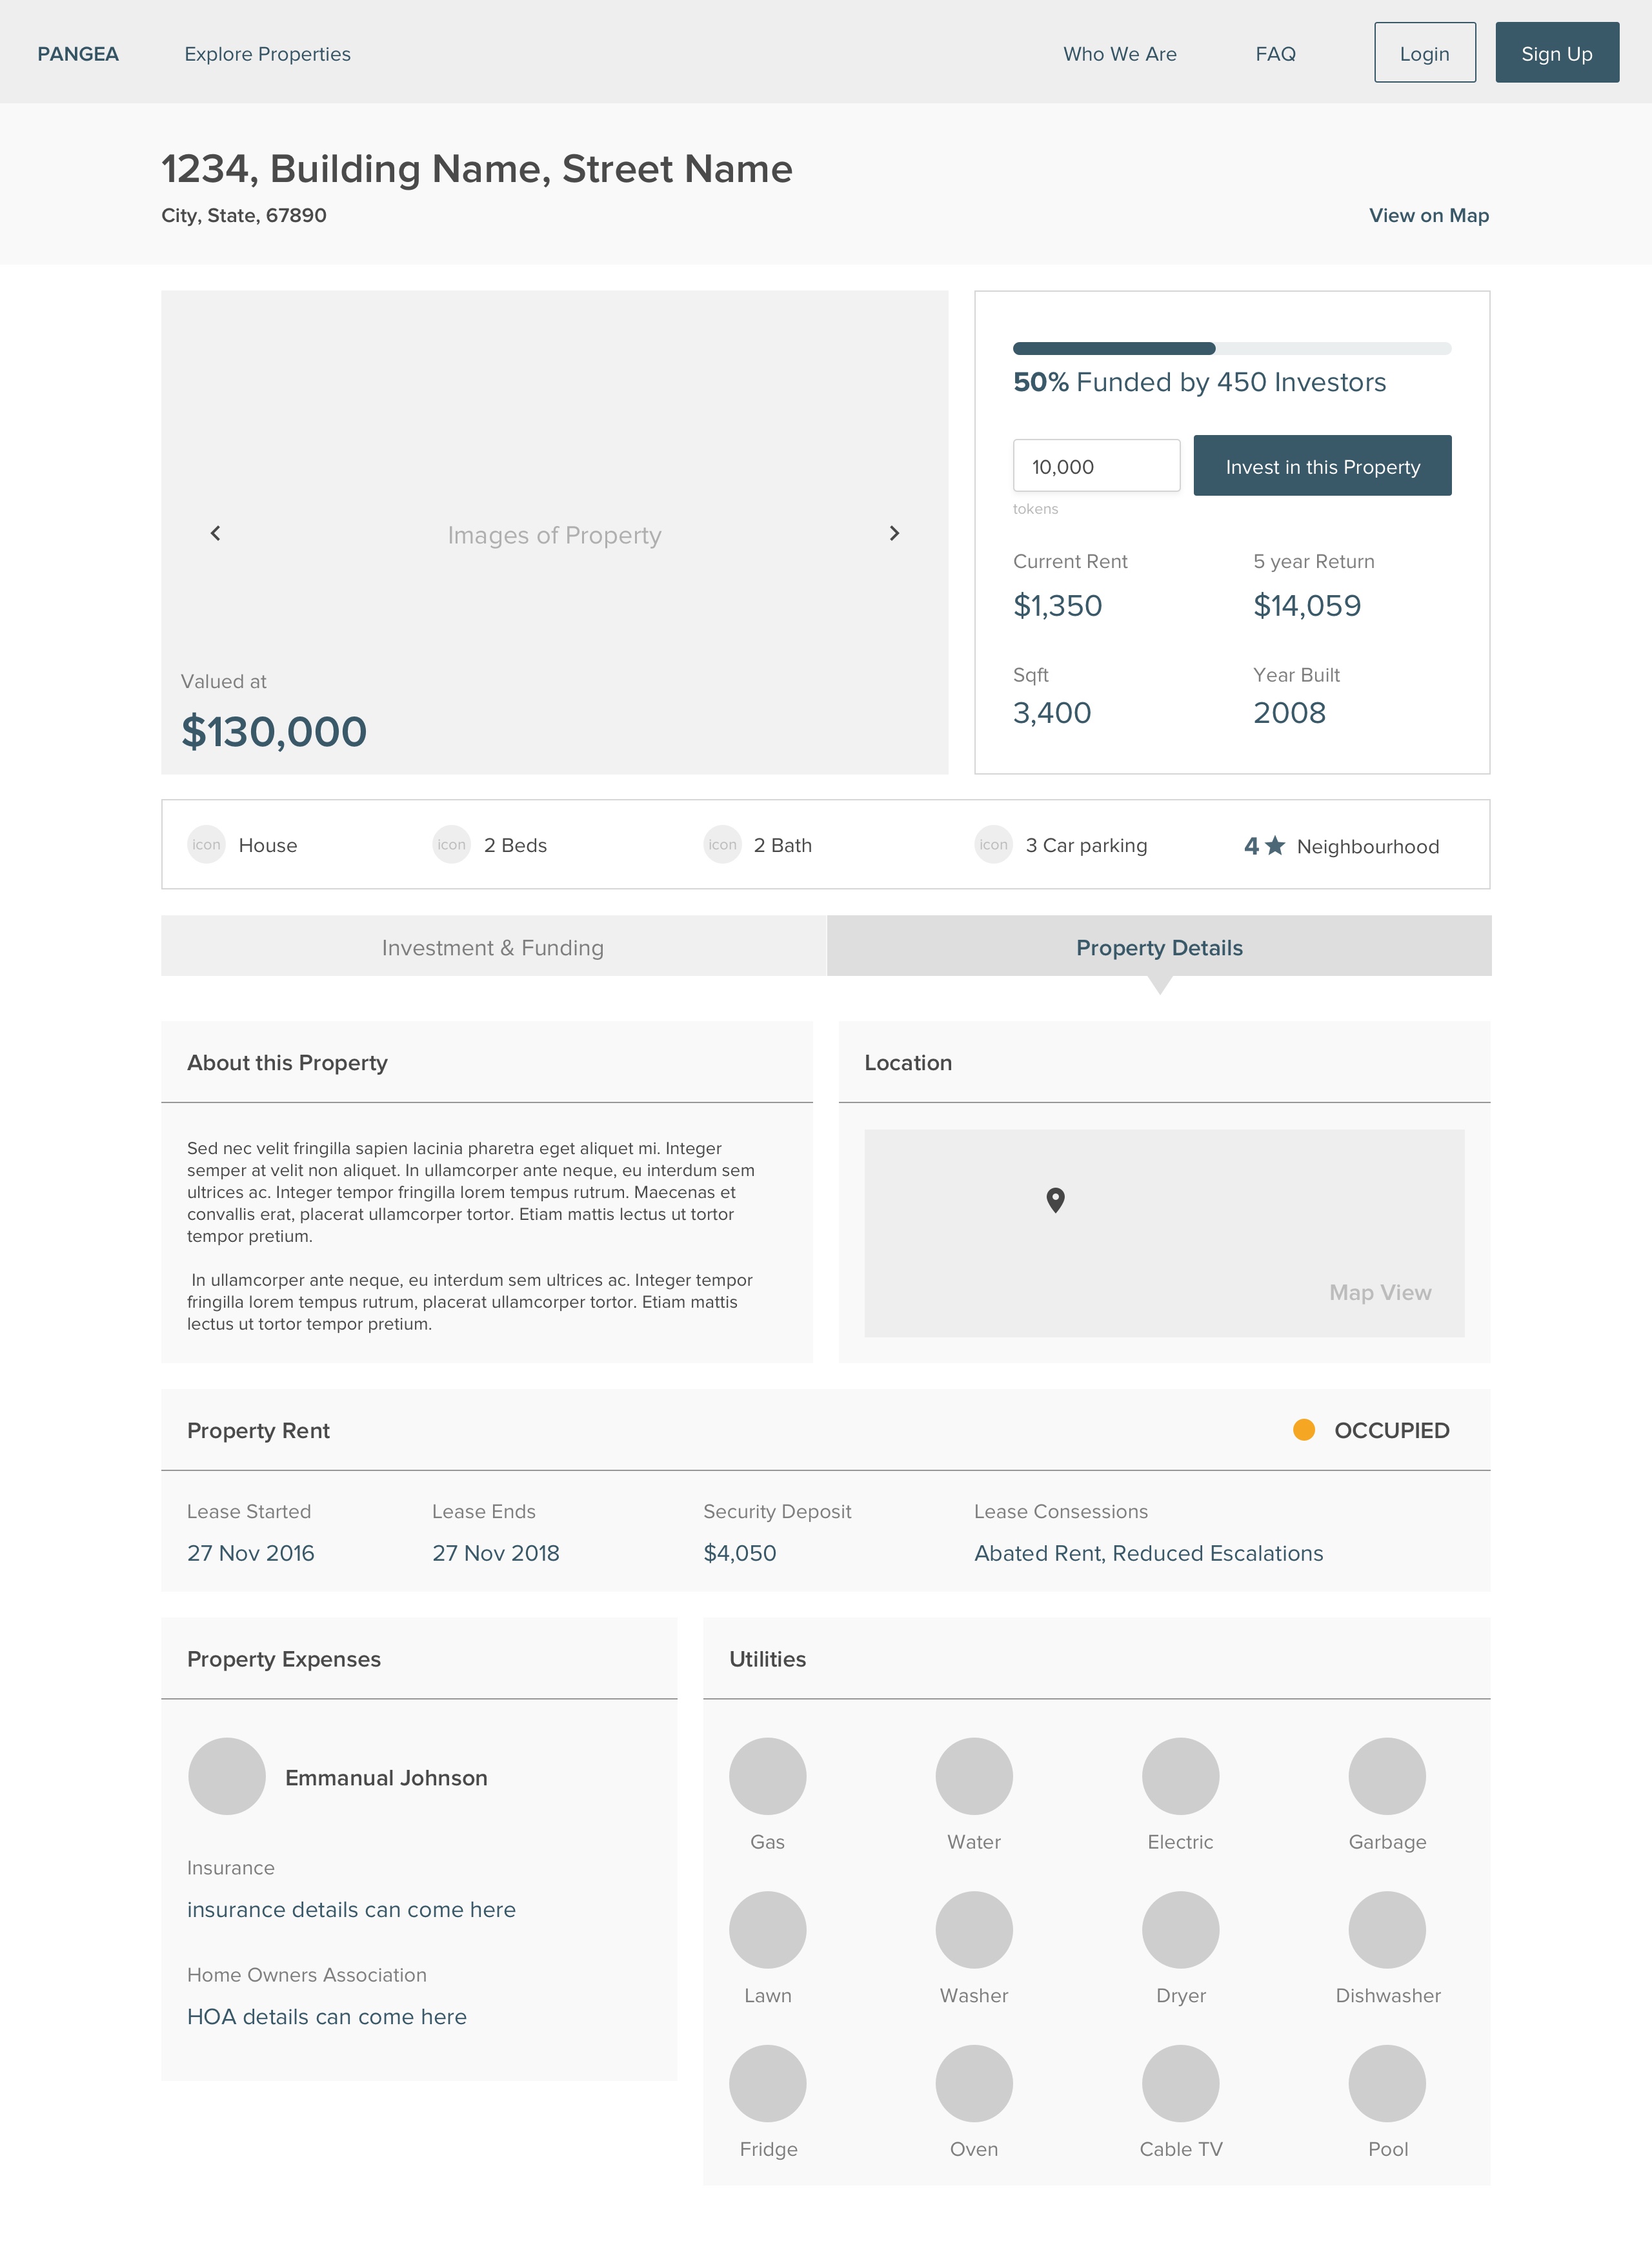 PANGEA
Explore Properties
Who We Are
FAQ
Login
Sign Up
1234, Building Name, Street Name
City, State, 67890
View on Map
Images of Property
Valued at
$130,000
50% Funded by 450 Investors
10,000
Invest in this Property
tokens
Current Rent
5 year Return
$1,350
$14,059
Sqft
Year Built
3,400
2008
icon
House
icon
2 Beds
icon
2 Bath
icon
3 Car parking
4 ★ Neighbourhood
Investment & Funding
Property Details
About this Property
Sed nec velit fringilla sapien lacinia pharetra eget aliquet mi. Integer
semper at velit non aliquet. In ullamcorper ante neque, eu interdum sem
ultrices ac. Integer tempor fringilla lorem tempus rutrum. Maecenas et
convallis erat, placerat ullamcorper tortor. Etiam mattis lectus ut tortor
tempor pretium.
In ullamcorper ante neque, eu interdum sem ultrices ac. Integer tempor
fringilla lorem tempus rutrum, placerat ullamcorper tortor. Etiam mattis
lectus ut tortor tempor pretium.
Location
Map View
Property Rent
OCCUPIED
Lease Started
Lease Ends
Security Deposit
Lease Consessions
27 Nov 2016
27 Nov 2018
$4,050
Abated Rent, Reduced Escalations
Property Expenses
Emmanual Johnson
Insurance
insurance details can come here
Home Owners Association
HOA details can come here
Utilities
Gas
Water
Electric
Garbage
Lawn
Washer
Dryer
Dishwasher
Fridge
Oven
Cable TV
Pool